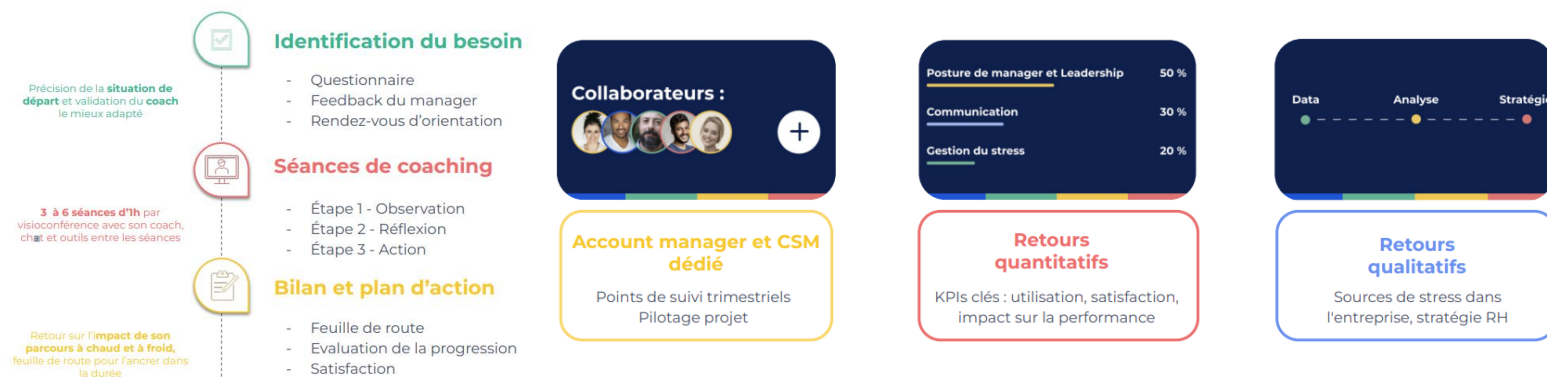 Identification du besoin
Précision de la situation de
départ et validation du coach
le mieux adapté
- Questionnaire
- Feedback du manager
- Rendez-vous d'orientation
Séances de coaching
3 à 6 séances d'1h par
visioconférence avec son coach,
chat et outils entre les séances
- Étape 1 - Observation
- Étape 2 - Réflexion
- Étape 3 - Action
Bilan et plan d'action
Retour sur l'impact de son
parcours à chaud et à froid,
feuille de route pour l'ancrer dans
la durée
- Feuille de route
- Evaluation de la progression
- Satisfaction
Collaborateurs :
+
Account manager et CSM
dédié
Points de suivi trimestriels
Pilotage projet
Posture de manager et Leadership 50 %
Communication 30 %
Gestion du stress 20 %
Retours
quantitatifs
KPIs clés : utilisation, satisfaction,
impact sur la performance
Data Analyse Stratégie
Retours
qualitatifs
Sources de stress dans
l'entreprise, stratégie RH